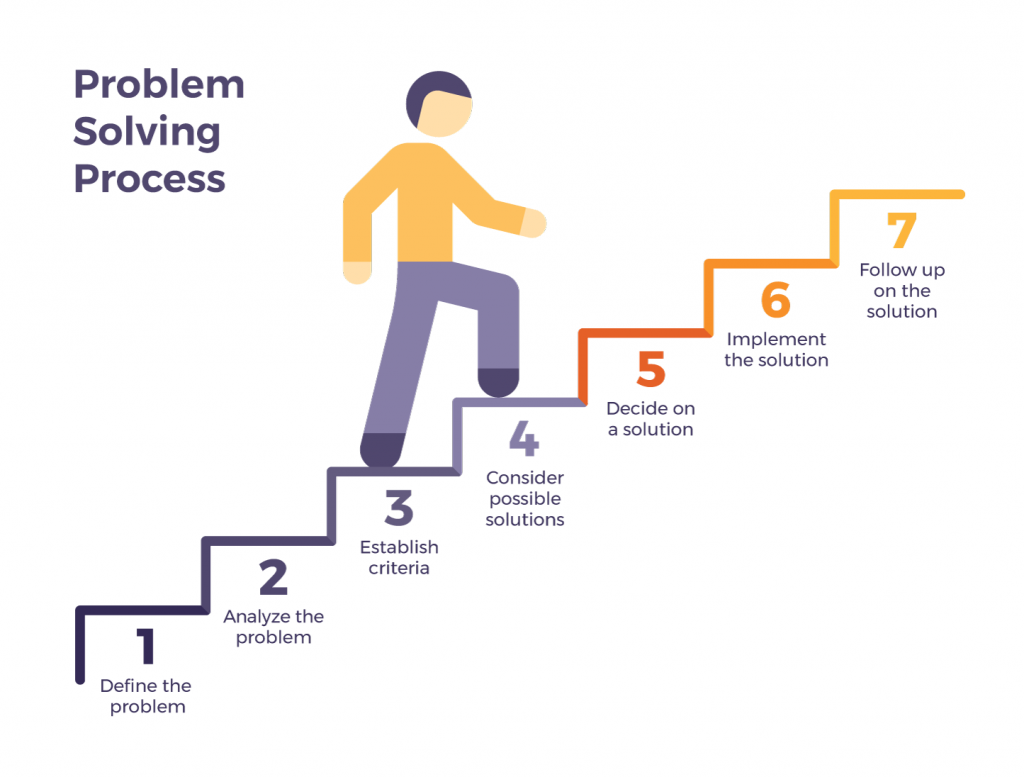 Problem
Solving
Process
1
Define the
problem
2
Analyze the
problem
3
Establish
criteria
4
Consider
possible
solutions
5
Decide on
a solution
6
Implement
the solution
7
Follow up
on the
solution